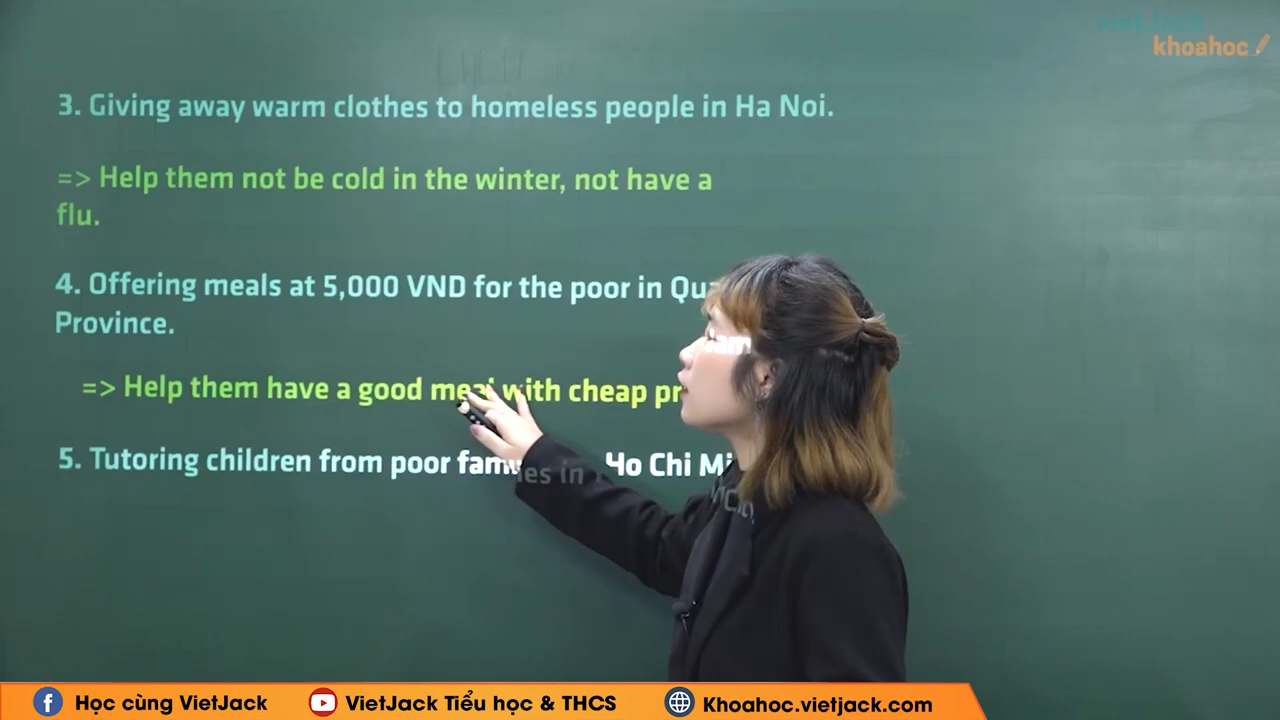 vietJack
khoahoc
3. Giving away warm clothes to homeless people in Ha Noi.
=> Help them not be cold in the winter, not have a
flu.
4. Offering meals at 5,000 VND for the poor in
Province.
=> Help them have a good meal with cheap
5. Tutoring children from poor families in Ho Chi
Học cùng VietJack
VietJack Tiểu học & THCS
Khoahoc.vietjack.com